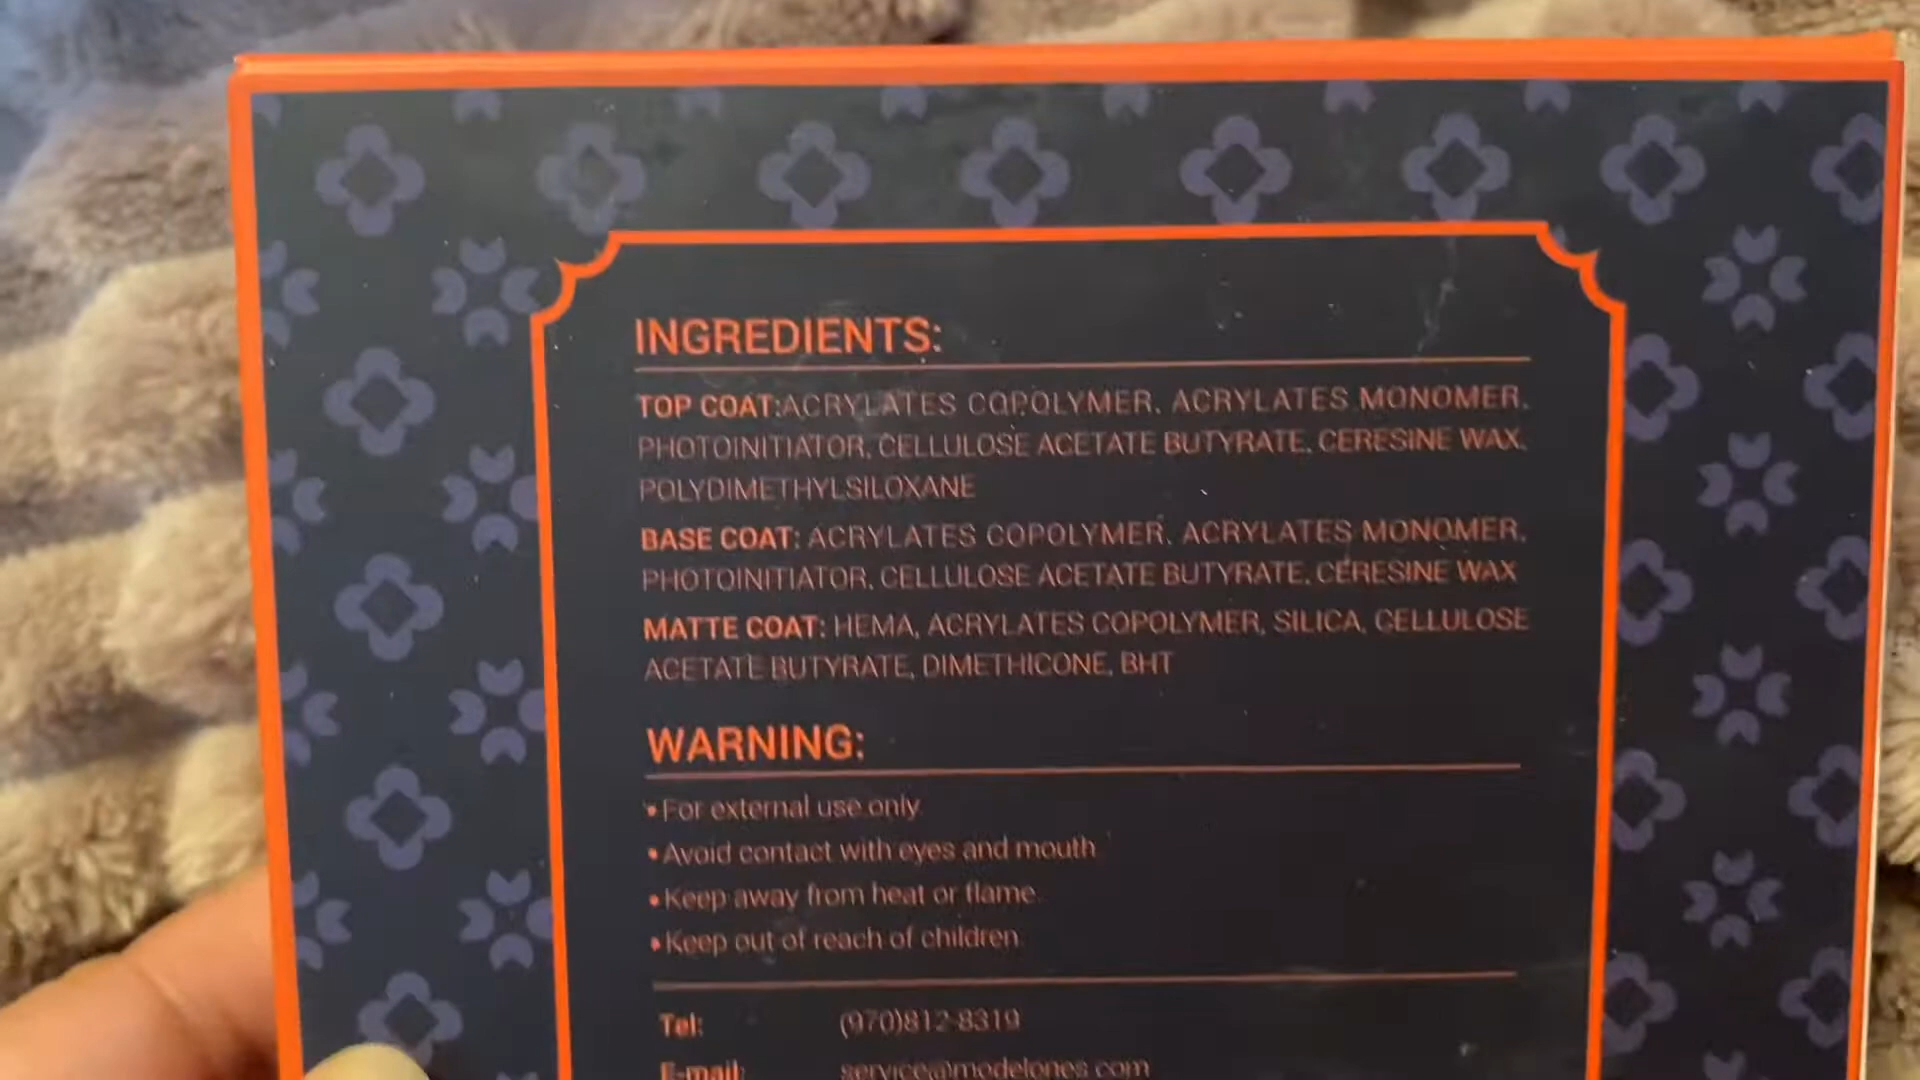 INGREDIENTS:
TOP COAT:ACRYLATES COPOLYMER, ACRYLATES MONOMER,
PHOTOINITIATOR, CELLULOSE ACETATE BUTYRATE, CERESINE WAX,
POLYDIMETHYLSILOXANE
BASE COAT: ACRYLATES COPOLYMER, ACRYLATES MONOMER,
PHOTOINITIATOR, CELLULOSE ACETATE BUTYRATE, CERESINE WAX
MATTE COAT: HEMA, ACRYLATES COPOLYMER, SILICA, CELLULOSE
ACETATE BUTYRATE, DIMETHICONE, BHT
WARNING:
• For external use only.
• Avoid contact with eyes and mouth.
• Keep away from heat or flame.
• Keep out of reach of children.
Tel: (970)812-8319
E-mail: service@modelones.com